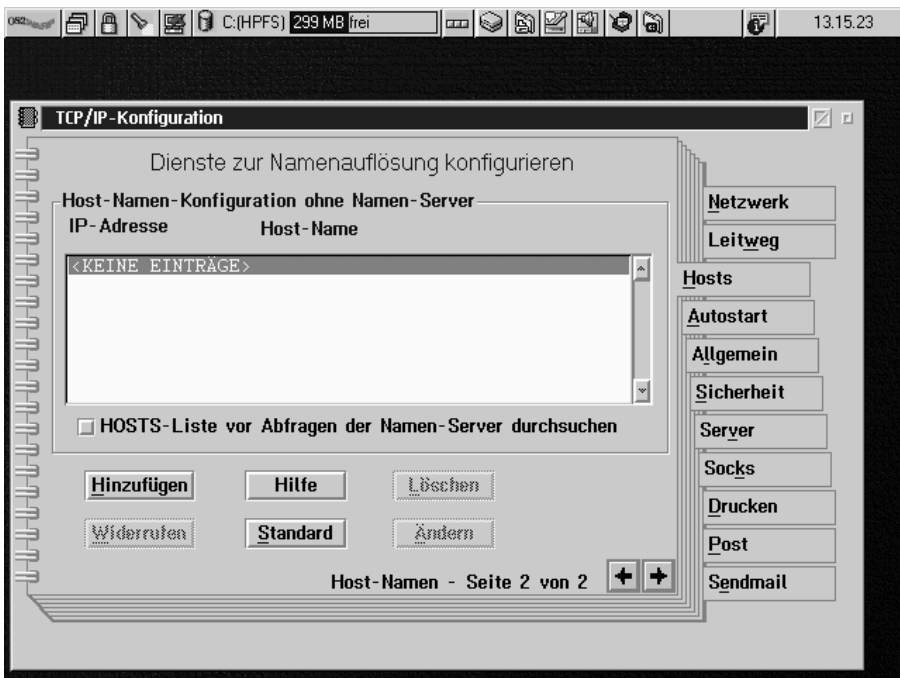 OS2
C:(HPFS) 299 MB frei
13.15.23
TCP/IP-Konfiguration
Dienste zur Namenauflösung konfigurieren
Host-Namen-Konfiguration ohne Namen-Server
IP-Adresse Host-Name
<KEINE EINTRÄGE>
HOSTS-Liste vor Abfragen der Namen-Server durchsuchen
Hinzufügen Hilfe Löschen
Widerrufen Standard Ändern
Host-Namen - Seite 2 von 2
Netzwerk
Leitweg
Hosts
Autostart
Allgemein
Sicherheit
Server
Socks
Drucken
Post
Sendmail